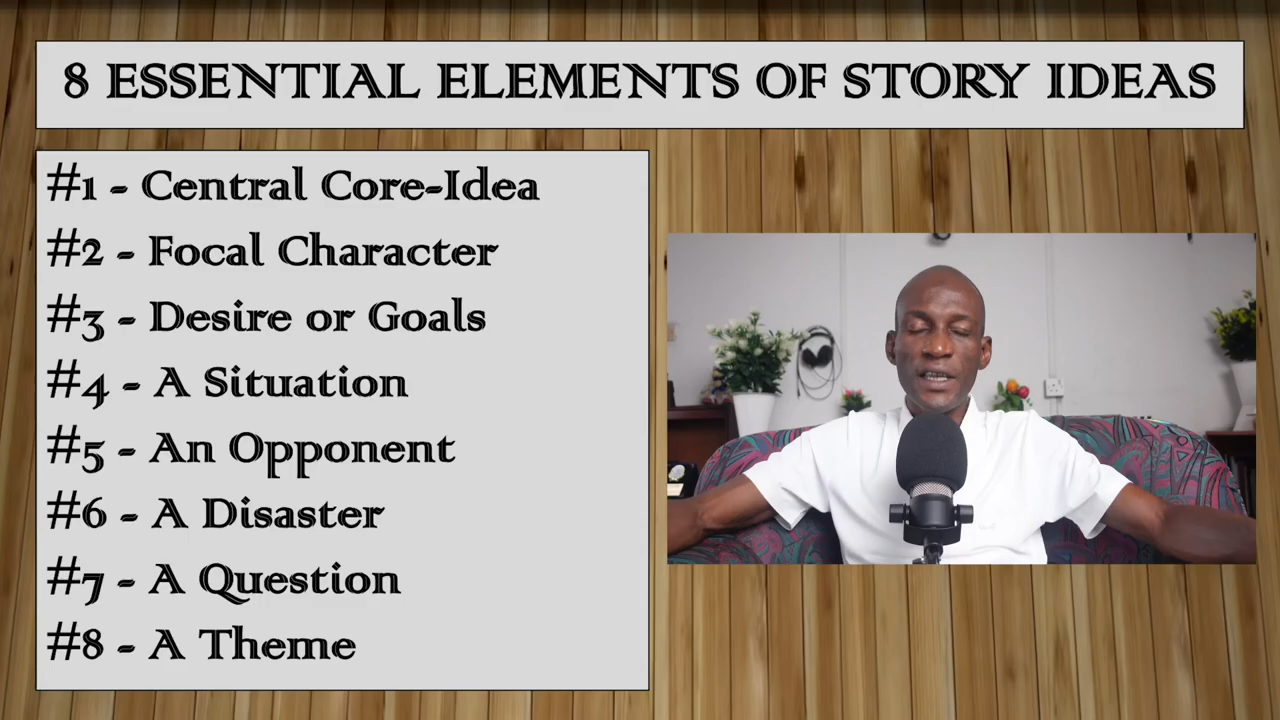 8 ESSENTIAL ELEMENTS OF STORY IDEAS
#1 - Central Core-Idea
#2 - Focal Character
#3 - Desire or Goals
#4 - A Situation
#5 - An Opponent
#6 - A Disaster
#7 - A Question
#8 - A Theme